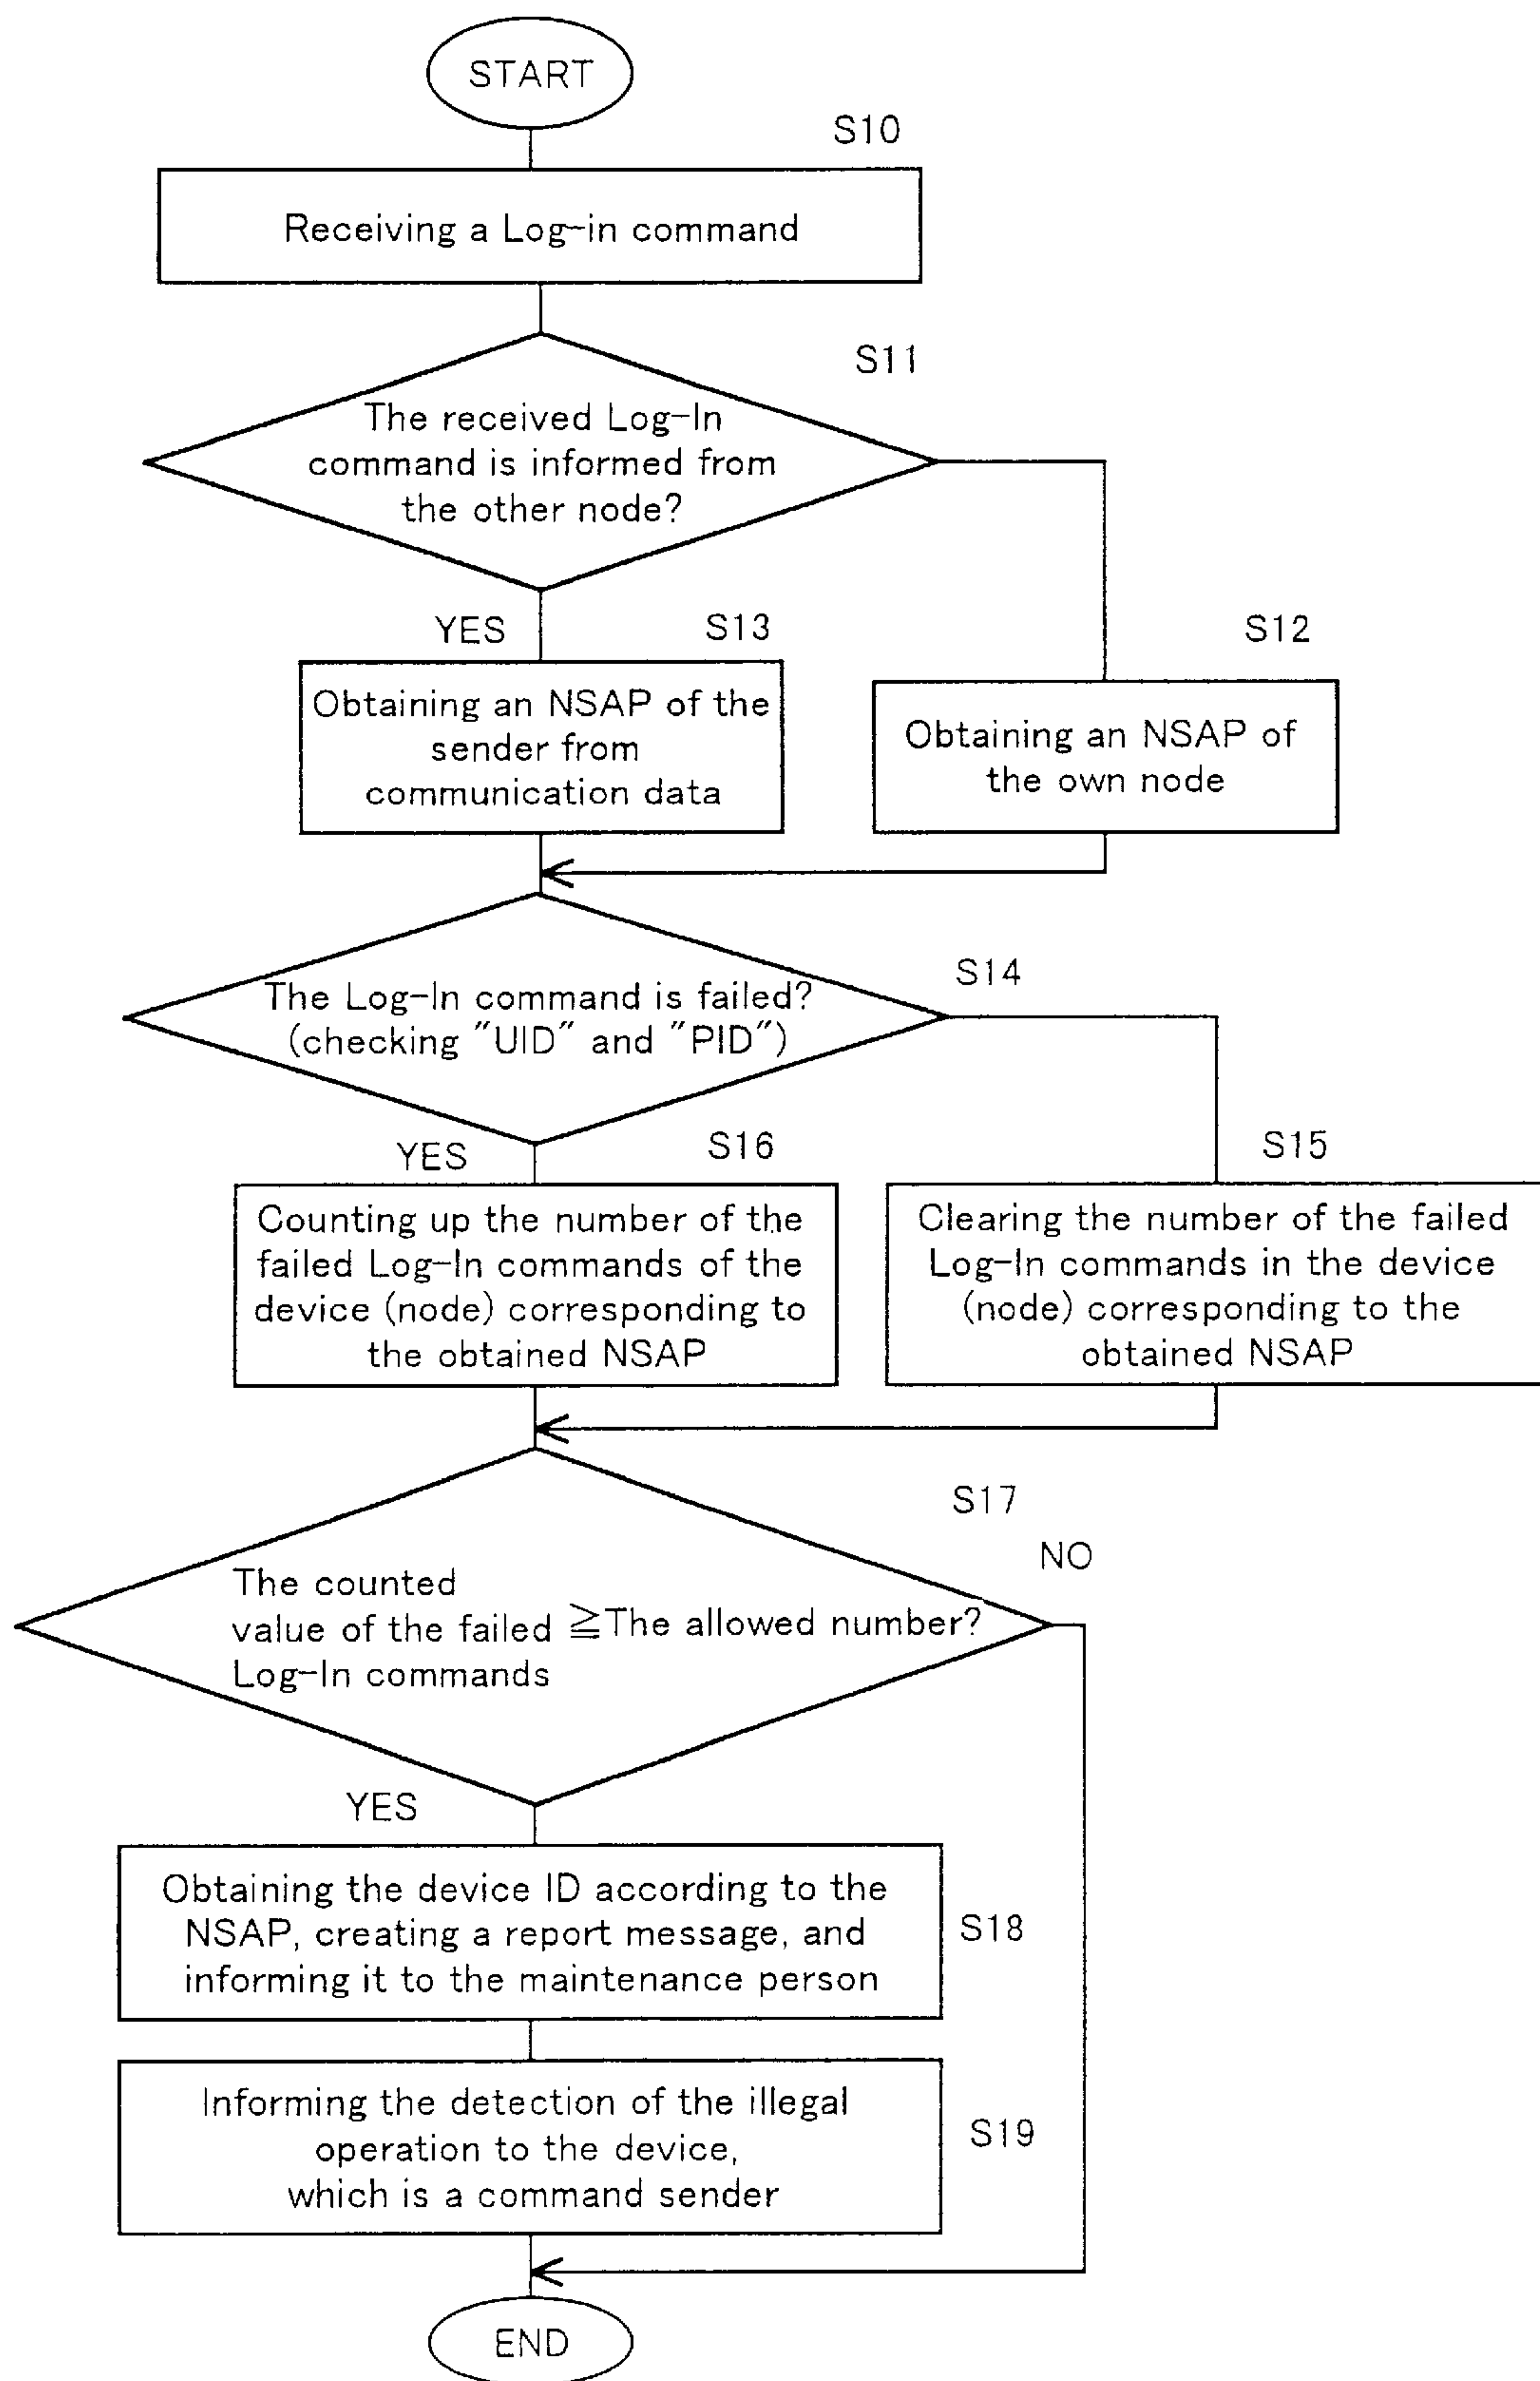 START
S10
Receiving a Log-in command
S11
The received Log-In
command is informed from
the other node?
YES
S13
S12
Obtaining an NSAP of the
sender from
communication data
Obtaining an NSAP of
the own node
S14
The Log-In command is failed?
(checking "UID" and "PID")
YES
S16
S15
Counting up the number of the
failed Log-In commands of the
device (node) corresponding to
the obtained NSAP
Clearing the number of the failed
Log-In commands in the device
(node) corresponding to the
obtained NSAP
S17
NO
The counted
value of the failed ≧The allowed number?
Log-In commands
YES
Obtaining the device ID according to the
NSAP, creating a report message, and
informing it to the maintenance person
S18
Informing the detection of the illegal
operation to the device,
which is a command sender
S19
END